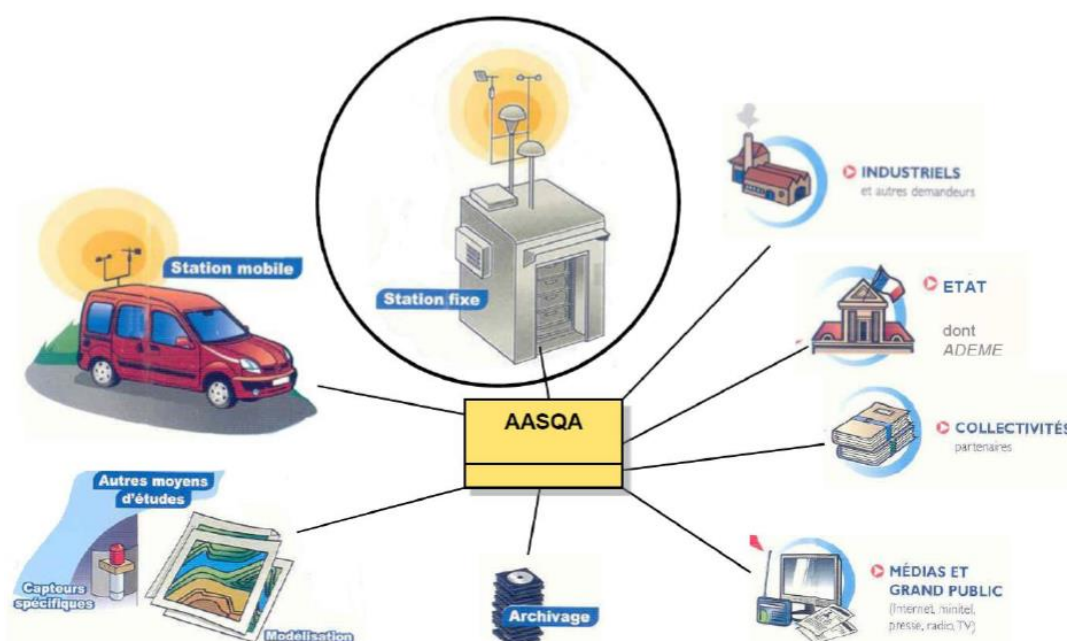 INDUSTRIELS
et autres demandeurs
Station mobile
Station fixe
ETAT
dont
ADEME
AASQA
COLLECTIVITÉS
partenaires
Autres moyens
d'études
Capteurs
spécifiques
Modélisation
Archivage
MÉDIAS ET
GRAND PUBLIC
(Internet, minitel,
presse, radio, TV)